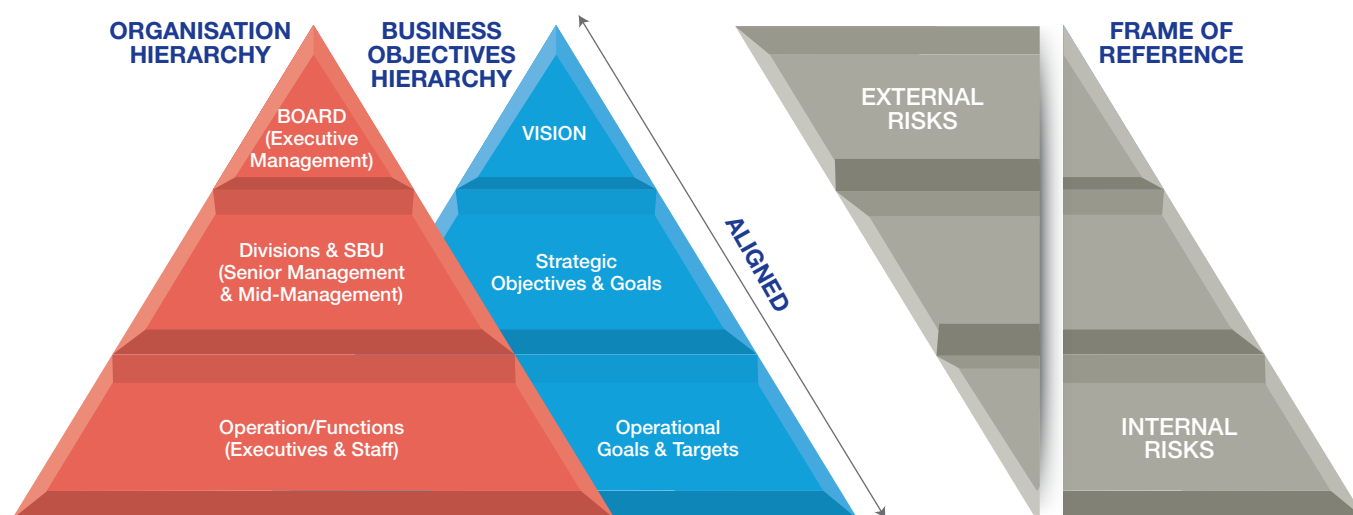 ORGANISATION
HIERARCHY
BUSINESS
OBJECTIVES
HIERARCHY
FRAME OF
REFERENCE
BOARD
(Executive
Management)
VISION
EXTERNAL
RISKS
Divisions & SBU
(Senior Management
& Mid-Management)
Strategic
Objectives & Goals
ALIGNED
Operation/Functions
(Executives & Staff)
Operational
Goals & Targets
INTERNAL
RISKS